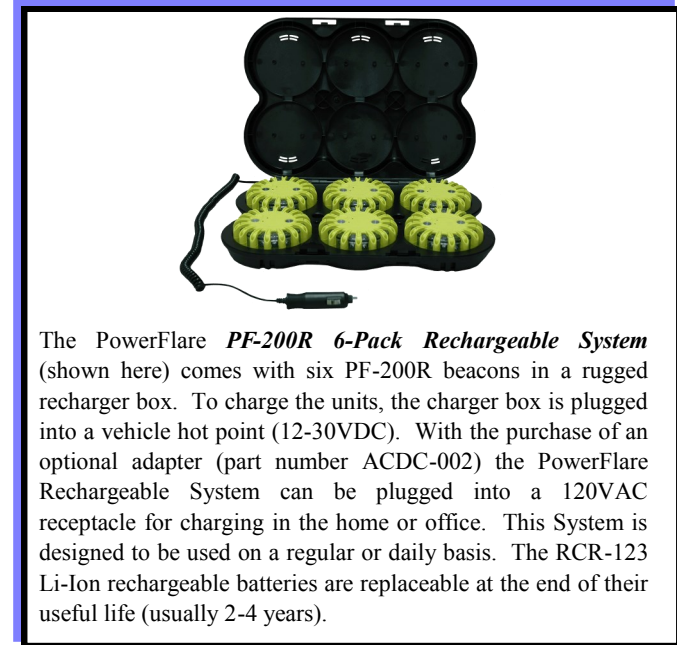 The PowerFlare PF-200R 6-Pack Rechargeable System
(shown here) comes with six PF-200R beacons in a rugged
recharger box. To charge the units, the charger box is plugged
into a vehicle hot point (12-30VDC). With the purchase of an
optional adapter (part number ACDC-002) the PowerFlare
Rechargeable System can be plugged into a 120VAC
receptacle for charging in the home or office. This System is
designed to be used on a regular or daily basis. The RCR-123
Li-Ion rechargeable batteries are replaceable at the end of their
useful life (usually 2-4 years).